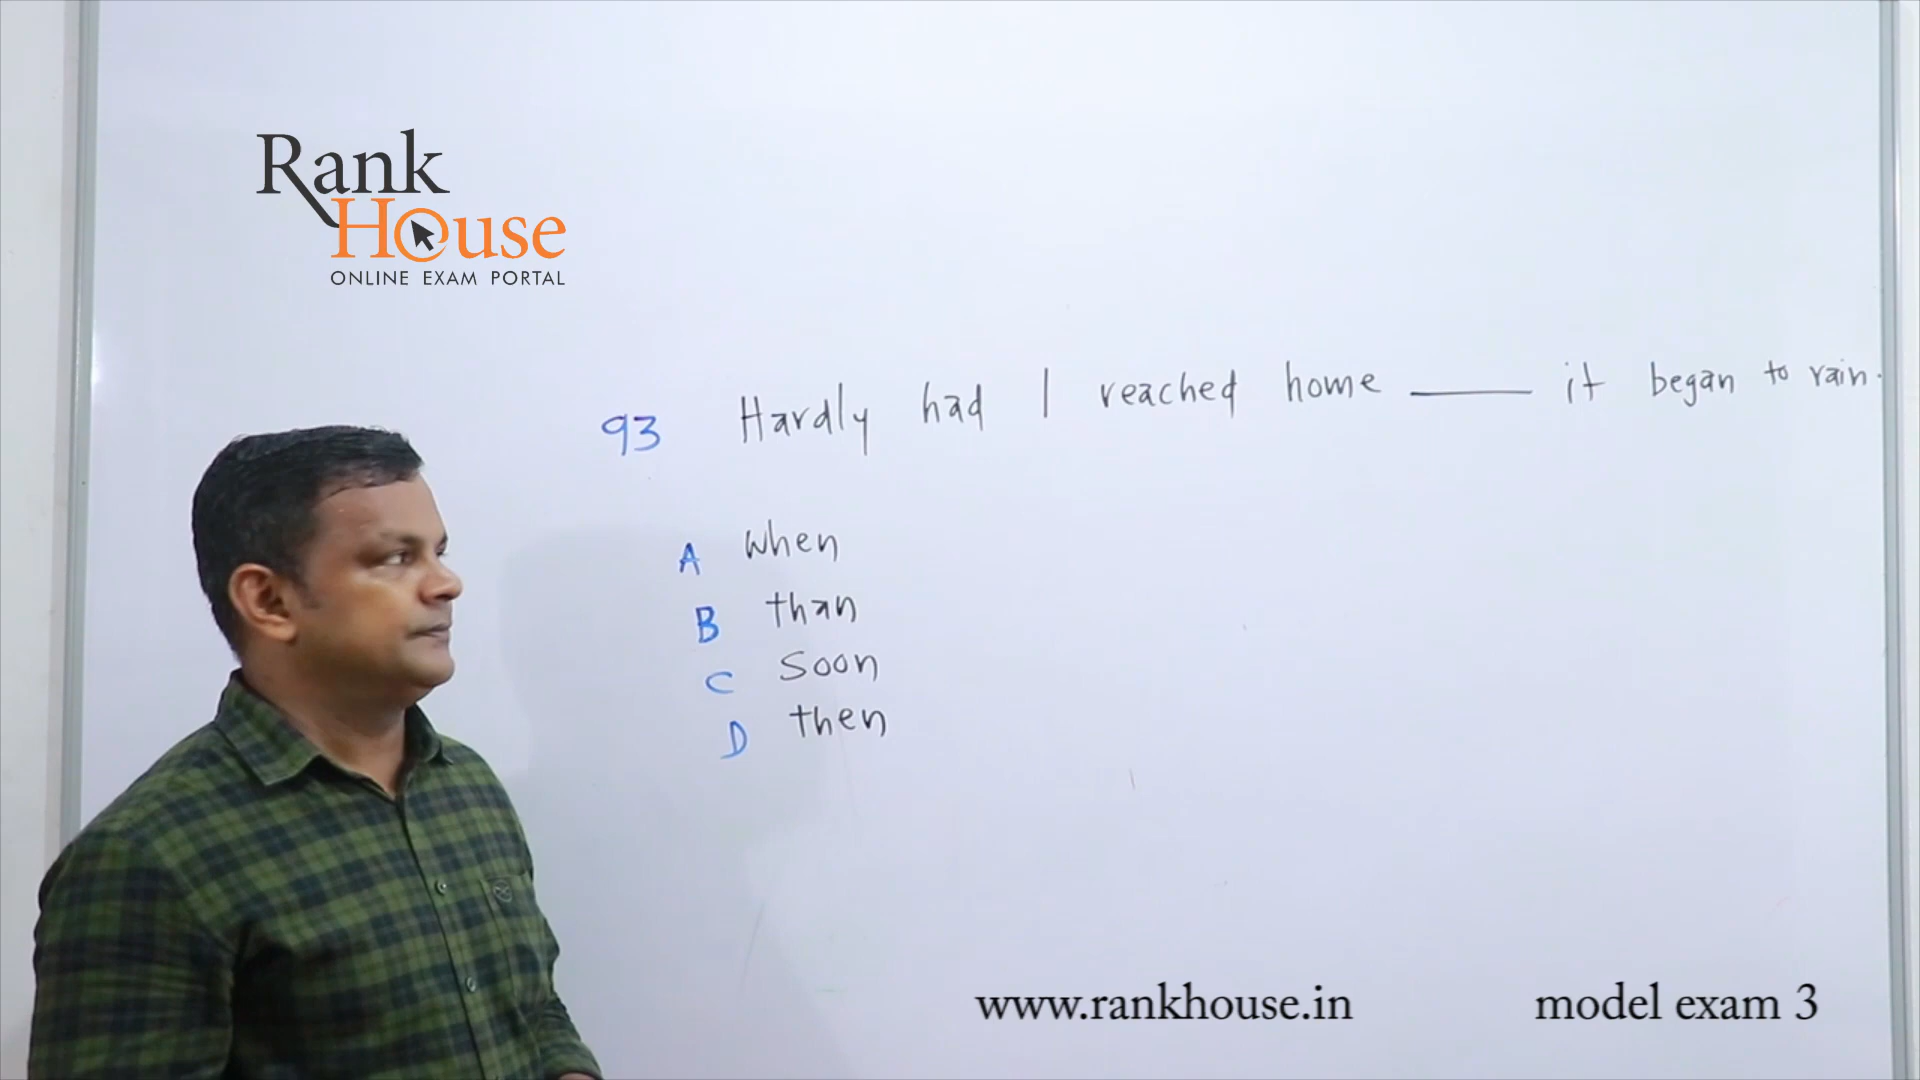 Rank
House
ONLINE EXAM PORTAL
93 Hardly had I reached home ——— it began to rain.
A when
B than
C soon
D then
www.rankhouse.in model exam 3